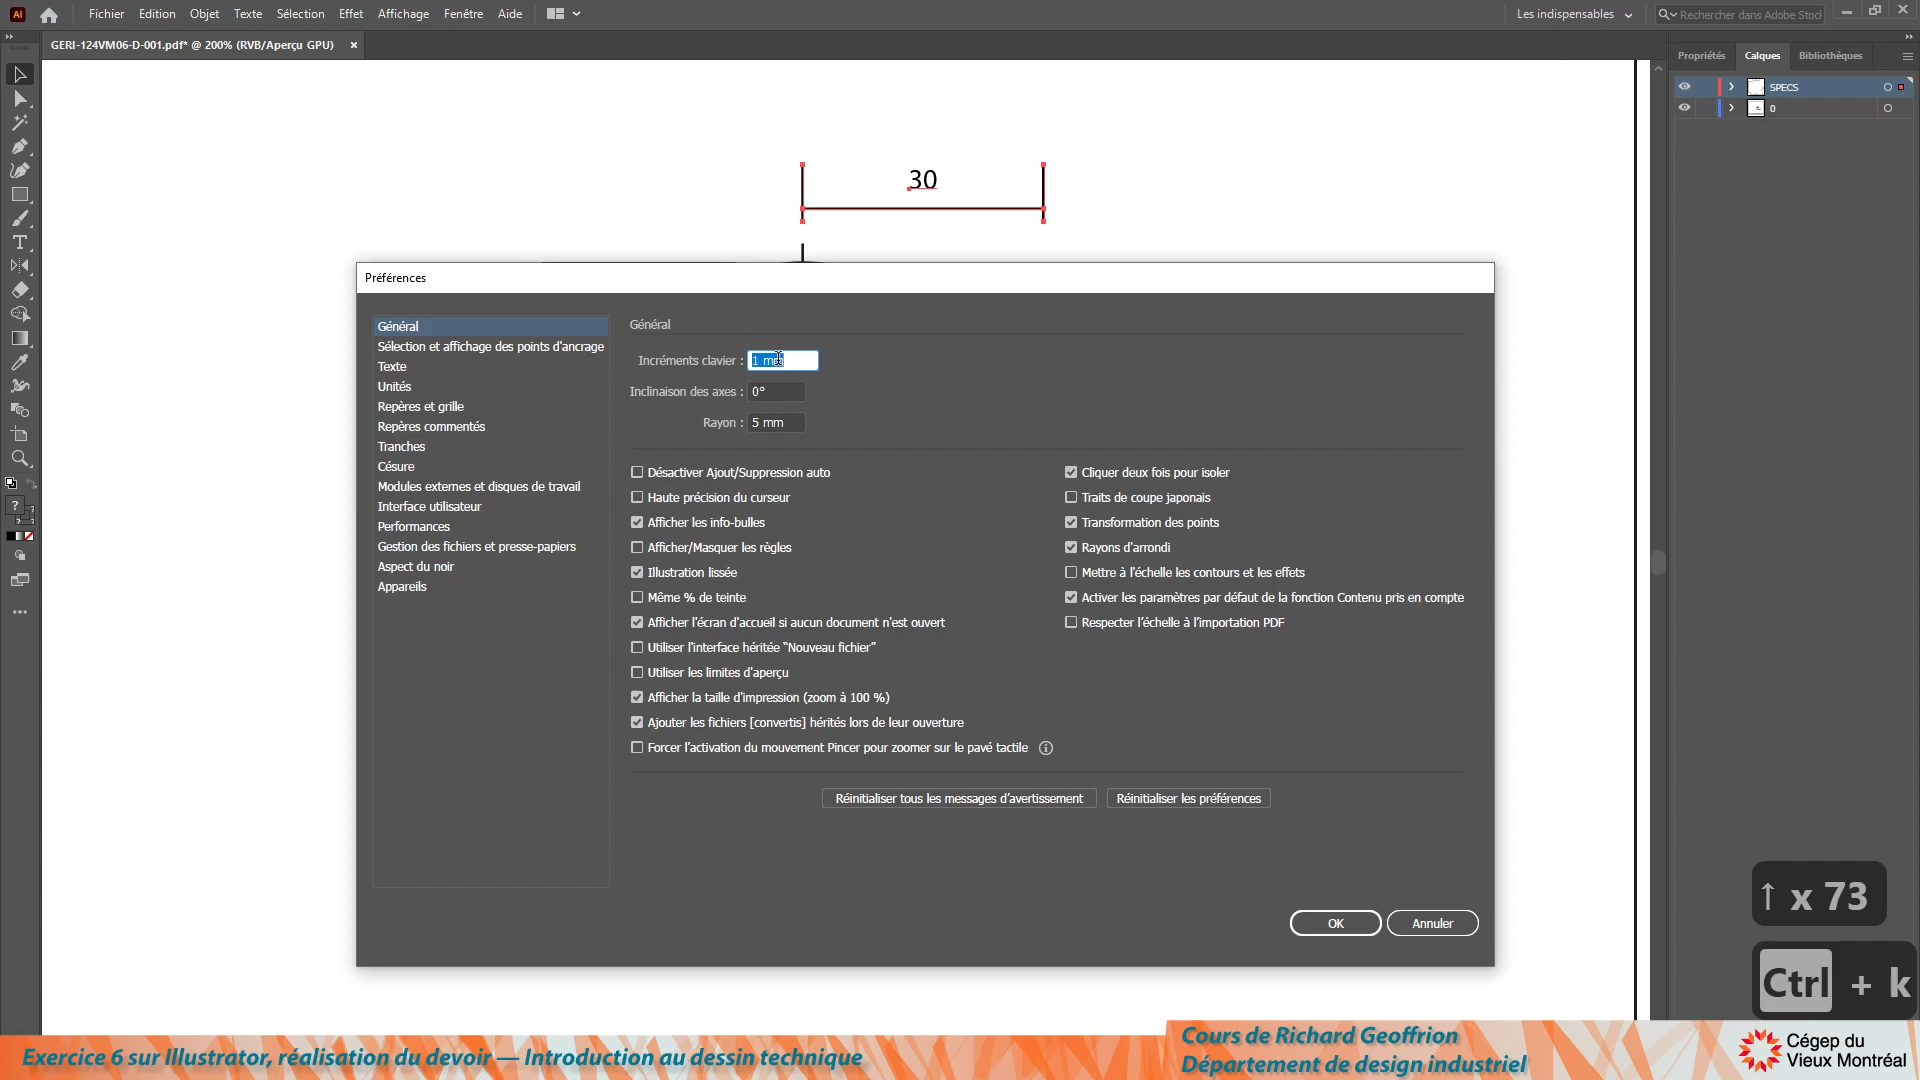 Ai Fichier Edition Objet Texte Sélection Effet Affichage Fenêtre Aide Les indispensables Rechercher dans Adobe Stock
GERI-124VM06-D-001.pdf* @ 200% (RVB/Aperçu GPU) ×
Propriétés Calques Bibliothèques
SPECS
0
30
Préférences
Général
Sélection et affichage des points d'ancrage
Texte
Unités
Repères et grille
Repères commentés
Tranches
Césure
Modules externes et disques de travail
Interface utilisateur
Performances
Gestion des fichiers et presse-papiers
Aspect du noir
Appareils
Général
Incréments clavier : 1 mm
Inclinaison des axes : 0°
Rayon : 5 mm
Désactiver Ajout/Suppression auto
Haute précision du curseur
Afficher les info-bulles
Afficher/Masquer les règles
Illustration lissée
Même % de teinte
Afficher l'écran d'accueil si aucun document n'est ouvert
Utiliser l'interface héritée “Nouveau fichier”
Utiliser les limites d'aperçu
Afficher la taille d'impression (zoom à 100 %)
Ajouter les fichiers [convertis] hérités lors de leur ouverture
Forcer l’activation du mouvement Pincer pour zoomer sur le pavé tactile
Cliquer deux fois pour isoler
Traits de coupe japonais
Transformation des points
Rayons d'arrondi
Mettre à l'échelle les contours et les effets
Activer les paramètres par défaut de la fonction Contenu pris en compte
Respecter l’échelle à l’importation PDF
Réinitialiser tous les messages d’avertissement Réinitialiser les préférences
OK Annuler
↑ x 73
Ctrl + k
Exercice 6 sur Illustrator, réalisation du devoir — Introduction au dessin technique
Cours de Richard Geoffrion
Département de design industriel
Cégep du
Vieux Montréal